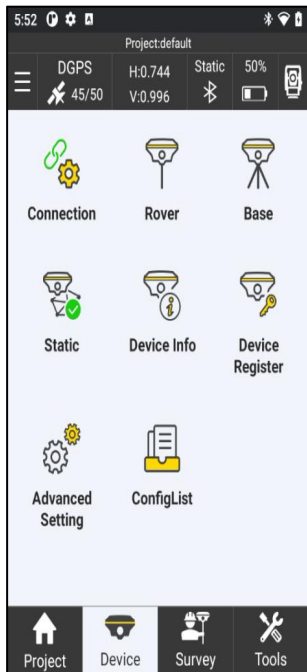 5:52
Project:default
DGPS H:0.744 Static 50%
45/50 V:0.996
Connection Rover Base
Static Device Info Device
Register
Advanced ConfigList
Setting
Project Device Survey Tools